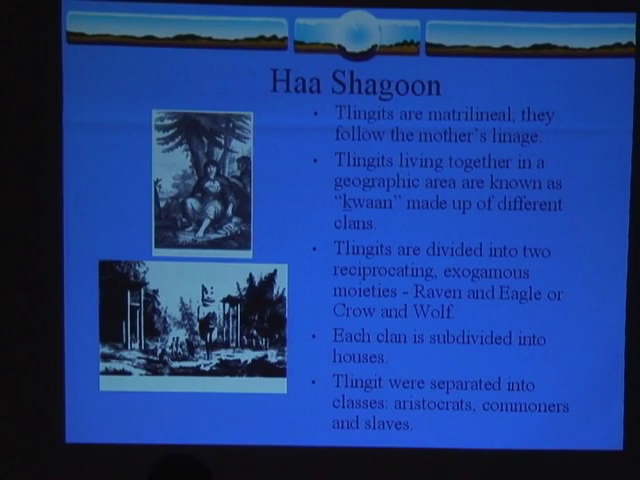 Haa Shagoon
• Tlingits are matrilineal, they
follow the mother's linage.
• Tlingits living together in a
geographic area are known as
"kwaan" made up of different
clans.
• Tlingits are divided into two
reciprocating, exogamous
moieties - Raven and Eagle or
Crow and Wolf.
• Each clan is subdivided into
houses.
• Tlingit were separated into
classes: aristocrats, commoners
and slaves.